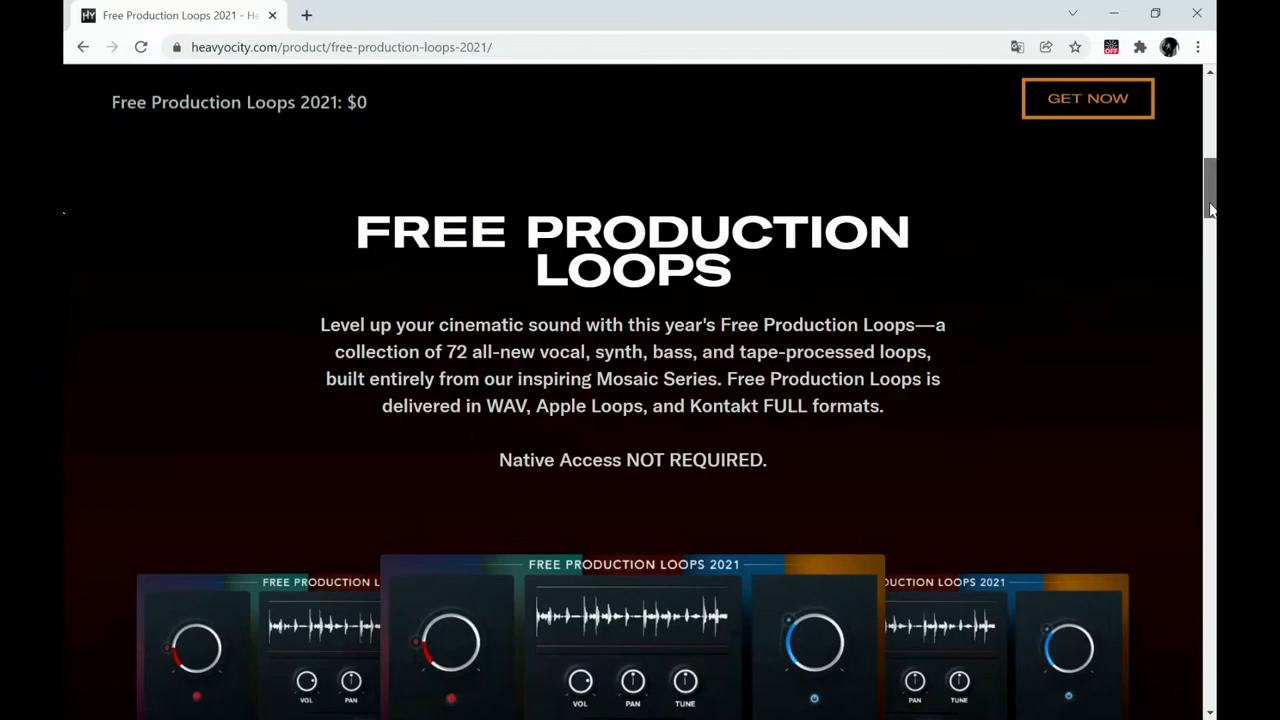 Free Production Loops 2021 - He
heavyocity.com/product/free-production-loops-2021/
OFF
Free Production Loops 2021: $0
GET NOW
FREE PRODUCTION
LOOPS
Level up your cinematic sound with this year's Free Production Loops—a
collection of 72 all-new vocal, synth, bass, and tape-processed loops,
built entirely from our inspiring Mosaic Series. Free Production Loops is
delivered in WAV, Apple Loops, and Kontakt FULL formats.
Native Access NOT REQUIRED.
FREE PRODUCTION L
FREE PRODUCTION LOOPS 2021
DUCTION LOOPS 2021
VOL PAN
VOL PAN TUNE
PAN TUNE